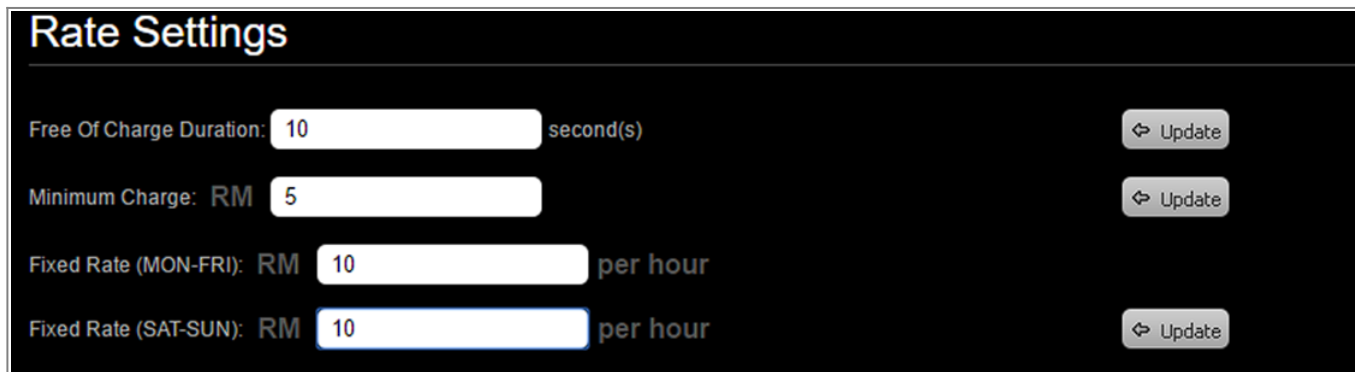 Rate Settings
Free Of Charge Duration: 10 second(s) Update
Minimum Charge: RM 5 Update
Fixed Rate (MON-FRI): RM 10 per hour
Fixed Rate (SAT-SUN): RM 10 per hour Update